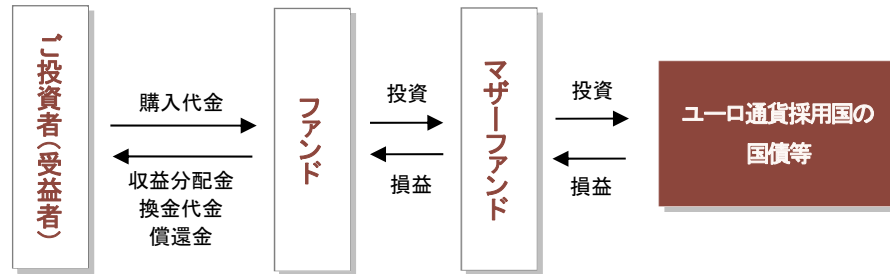 ご投資者(受益者)
購入代金
収益分配金
換金代金
償還金
ファンド
投資
損益
マザーファンド
投資
損益
ユーロ通貨採用国の
国債等